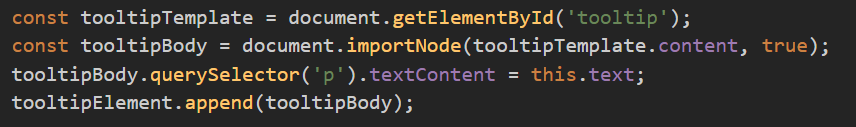 const tooltipTemplate = document.getElementById('tooltip');
const tooltipBody = document.importNode(tooltipTemplate.content, true);
tooltipBody.querySelector('p').textContent = this.text;
tooltipElement.append(tooltipBody);